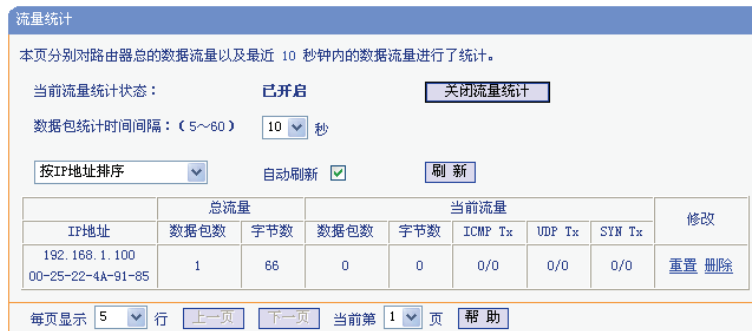 流量统计
本页分别对路由器总的数据流量以及最近 10 秒钟内的数据流量进行了统计。
当前流量统计状态： 已开启 关闭流量统计
数据包统计时间间隔：（5～60） 10 秒
按IP地址排序 自动刷新 刷 新
总流量 当前流量 修改
IP地址 数据包数 字节数 数据包数 字节数 ICMP Tx UDP Tx SYN Tx
192.168.1.100
00-25-22-4A-91-85 1 66 0 0 0/0 0/0 0/0 重置 删除
每页显示 5 行 上一页 下一页 当前第 1 页 帮 助